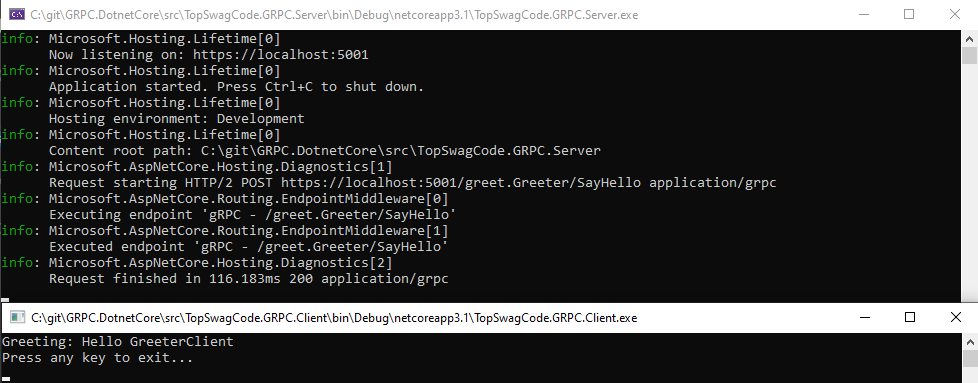 C:\git\GRPC.DotnetCore\src\TopSwagCode.GRPC.Server\bin\Debug\netcoreapp3.1\TopSwagCode.GRPC.Server.exe
info: Microsoft.Hosting.Lifetime[0]
      Now listening on: https://localhost:5001
info: Microsoft.Hosting.Lifetime[0]
      Application started. Press Ctrl+C to shut down.
info: Microsoft.Hosting.Lifetime[0]
      Hosting environment: Development
info: Microsoft.Hosting.Lifetime[0]
      Content root path: C:\git\GRPC.DotnetCore\src\TopSwagCode.GRPC.Server
info: Microsoft.AspNetCore.Hosting.Diagnostics[1]
      Request starting HTTP/2 POST https://localhost:5001/greet.Greeter/SayHello application/grpc
info: Microsoft.AspNetCore.Routing.EndpointMiddleware[0]
      Executing endpoint 'gRPC - /greet.Greeter/SayHello'
info: Microsoft.AspNetCore.Routing.EndpointMiddleware[1]
      Executed endpoint 'gRPC - /greet.Greeter/SayHello'
info: Microsoft.AspNetCore.Hosting.Diagnostics[2]
      Request finished in 116.183ms 200 application/grpc
C:\git\GRPC.DotnetCore\src\TopSwagCode.GRPC.Client\bin\Debug\netcoreapp3.1\TopSwagCode.GRPC.Client.exe
Greeting: Hello GreeterClient
Press any key to exit...